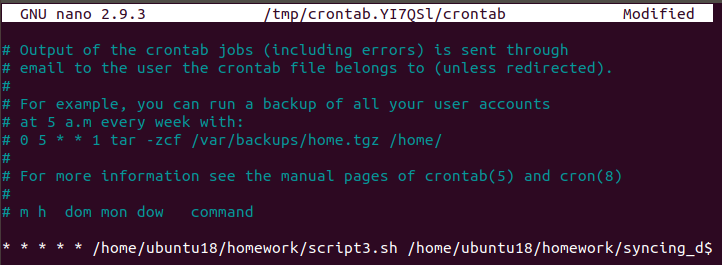 GNU nano 2.9.3 /tmp/crontab.YI7QSl/crontab Modified
# Output of the crontab jobs (including errors) is sent through
# email to the user the crontab file belongs to (unless redirected).
#
# For example, you can run a backup of all your user accounts
# at 5 a.m every week with:
# 0 5 * * 1 tar -zcf /var/backups/home.tgz /home/
#
# For more information see the manual pages of crontab(5) and cron(8)
#
# m h  dom mon dow   command
* * * * * /home/ubuntu18/homework/script3.sh /home/ubuntu18/homework/syncing_d$